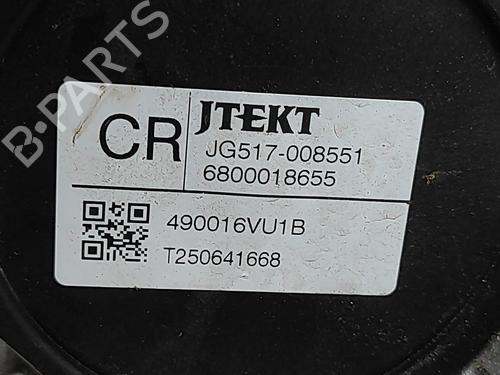 CR
JTEKT
JG517-008551
6800018655
490016VU1B
T250641668
B-PARTS